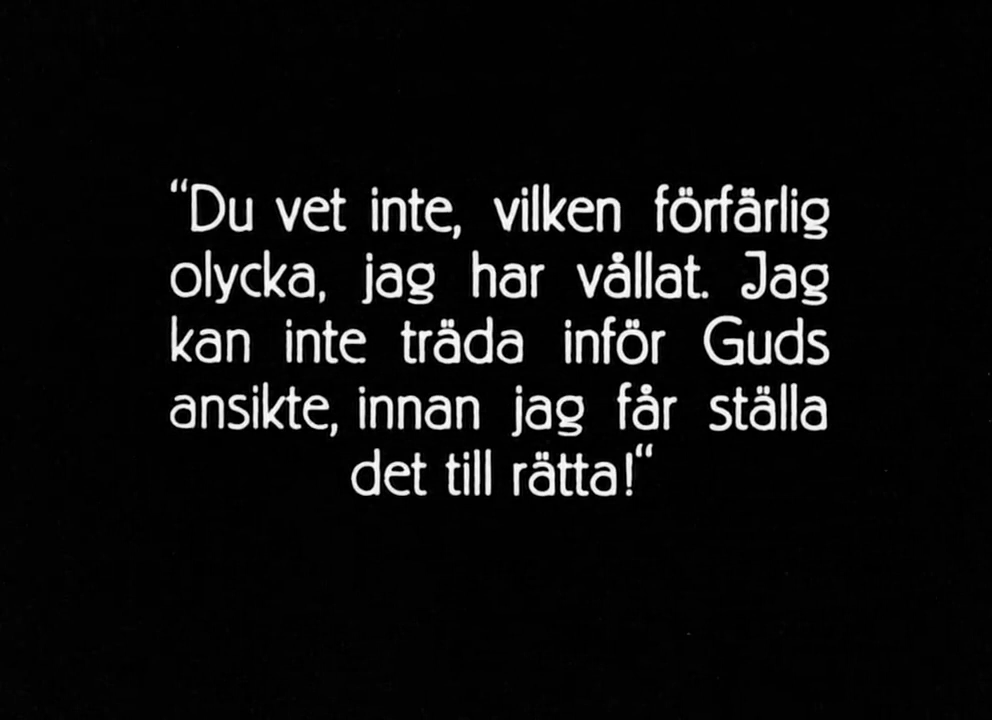 “Du vet inte, vilken förfärlig
olycka, jag har vållat. Jag
kan inte träda inför Guds
ansikte, innan jag får ställa
det till rätta!“